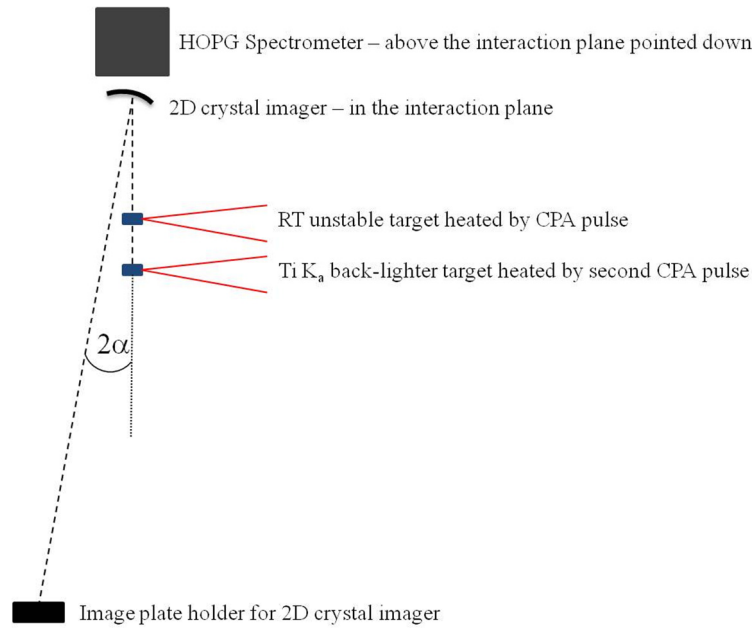 HOPG Spectrometer – above the interaction plane pointed down
2D crystal imager – in the interaction plane
RT unstable target heated by CPA pulse
Ti Ka back-lighter target heated by second CPA pulse
2α
Image plate holder for 2D crystal imager